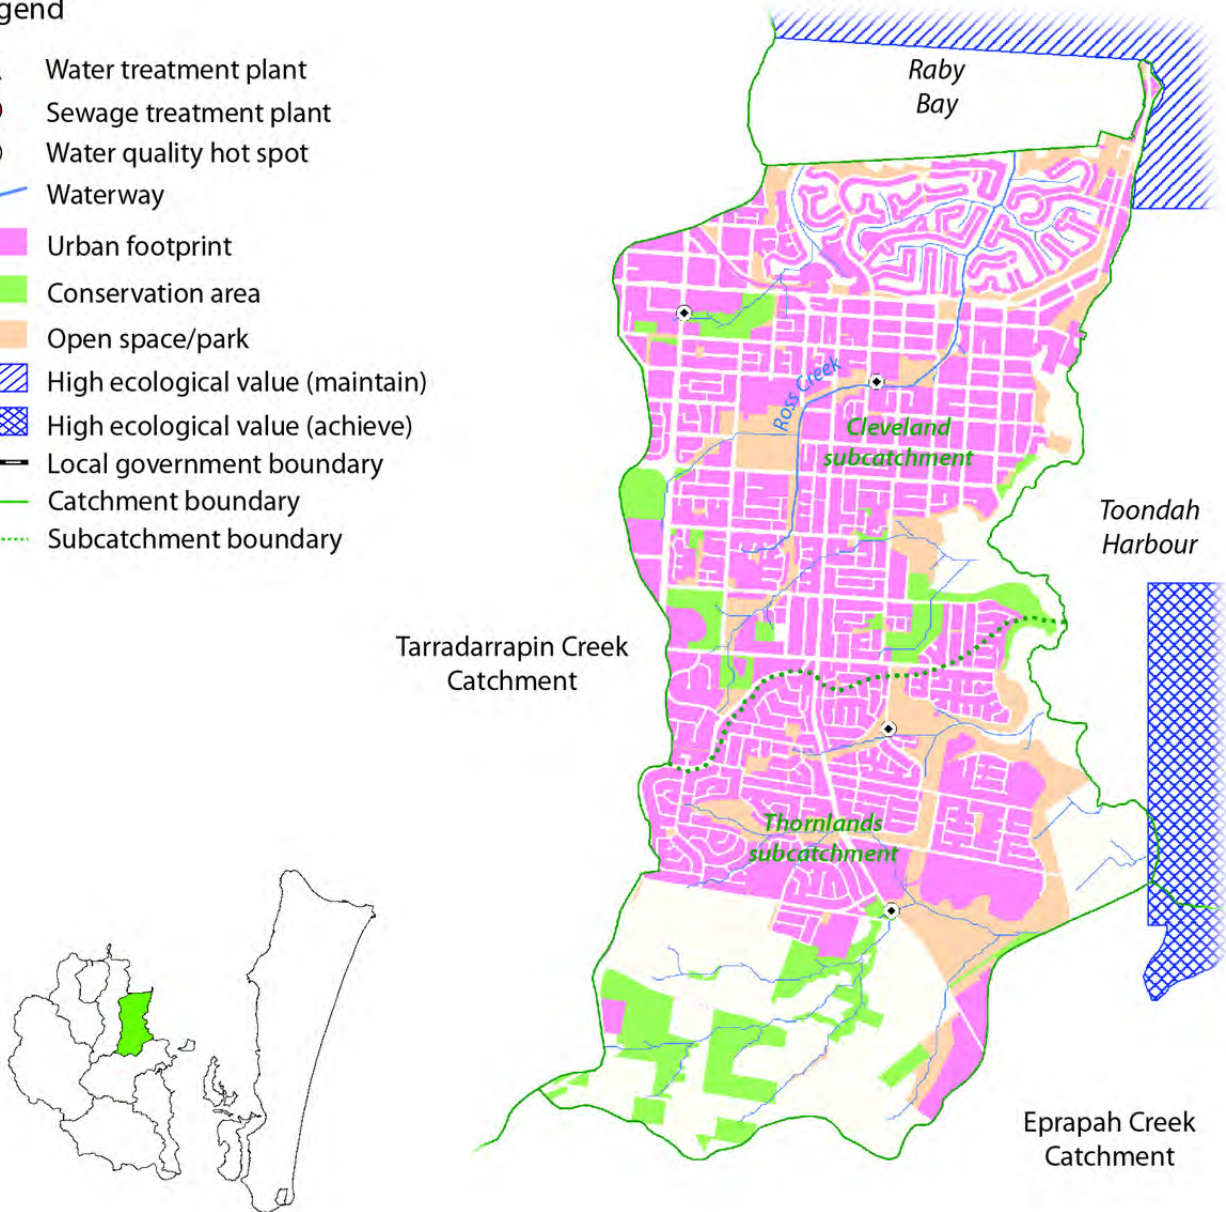 gend
Water treatment plant
Sewage treatment plant
Water quality hot spot
Waterway
Urban footprint
Conservation area
Open space/park
High ecological value (maintain)
High ecological value (achieve)
Local government boundary
Catchment boundary
Subcatchment boundary
Raby
Bay
Ross Creek
Cleveland
subcatchment
Toondah
Harbour
Tarradarrapin Creek
Catchment
Thornlands
subcatchment
Eprapah Creek
Catchment